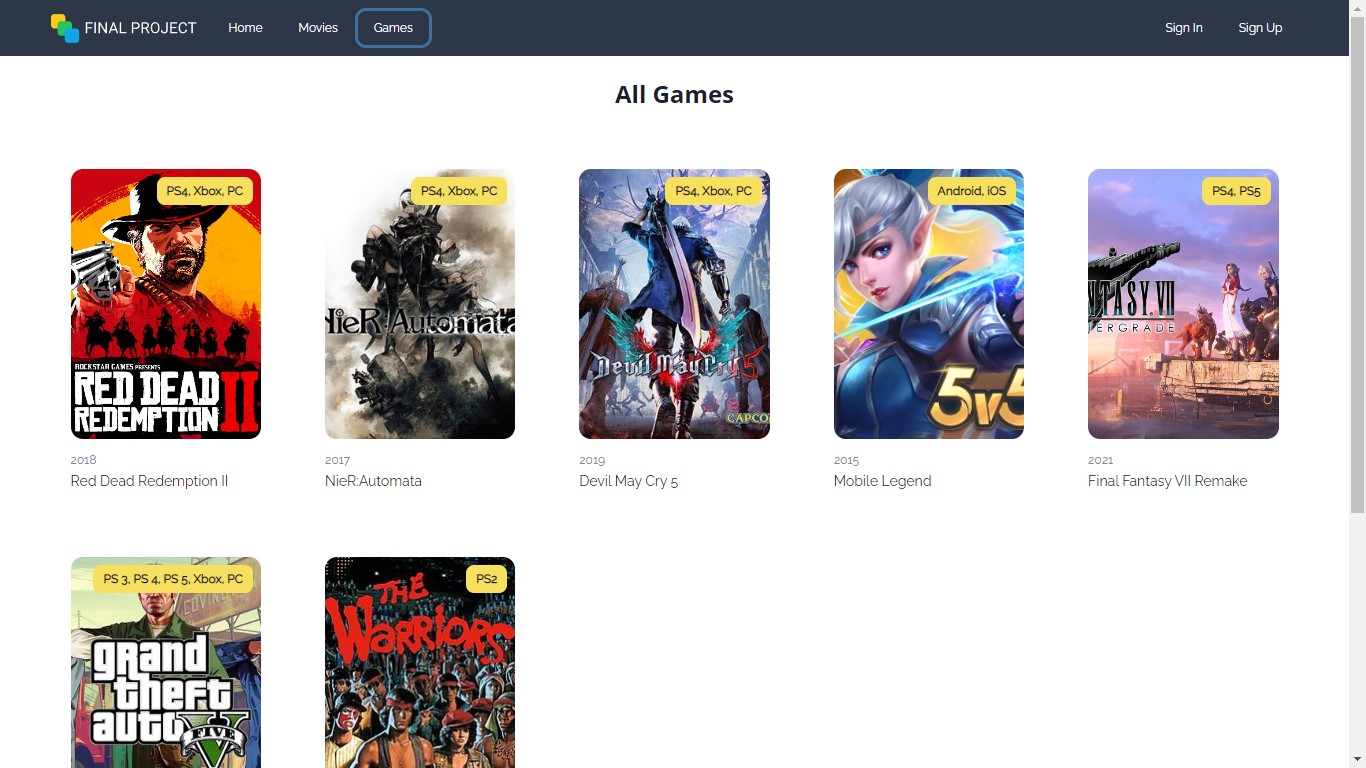 FINAL PROJECT
Home
Movies
Games
Sign In
Sign Up
All Games
PS4, Xbox, PC
ROCKSTAR GAMES PRESENTS
RED DEAD
REDEMPTION II
2018
Red Dead Redemption II
PS4, Xbox, PC
NieR:Automata
2017
NieR:Automata
PS4, Xbox, PC
Devil May Cry 5
CAPCO
2019
Devil May Cry 5
Android, iOS
5v5
2015
Mobile Legend
PS4, PS5
NTASY.VII
ERGRADE
2021
Final Fantasy VII Remake
PS 3, PS 4, PS 5, Xbox, PC
grand
theft
auto V
FIVE
PS2
THE
WARRIORS